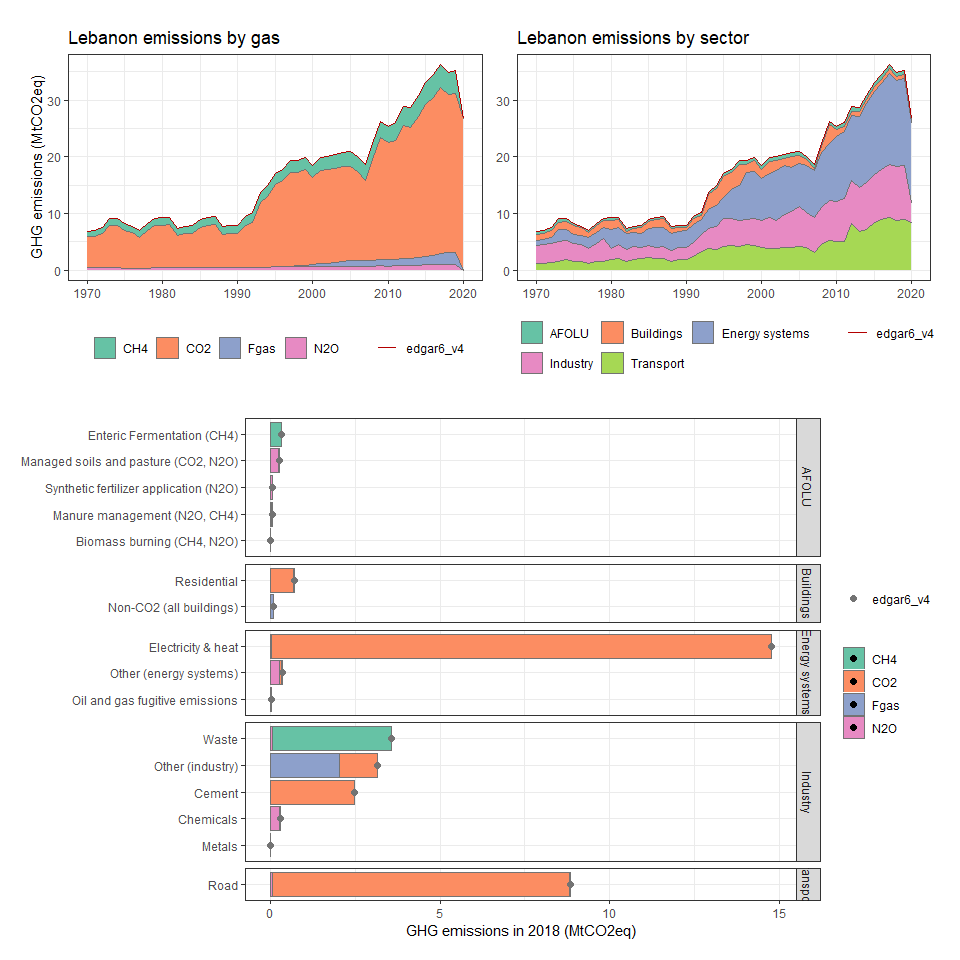 Lebanon emissions by gas
GHG emissions (MtCO2eq)
30
20
10
0
1970 1980 1990 2000 2010 2020
CH4 CO2 Fgas N2O edgar6_v4
Lebanon emissions by sector
30
20
10
0
1970 1980 1990 2000 2010 2020
AFOLU Buildings Energy systems edgar6_v4
Industry Transport
Enteric Fermentation (CH4)
Managed soils and pasture (CO2, N2O)
Synthetic fertilizer application (N2O)
Manure management (N2O, CH4)
Biomass burning (CH4, N2O)
AFOLU
Residential
Non-CO2 (all buildings)
Buildings
Electricity & heat
Other (energy systems)
Oil and gas fugitive emissions
Energy systems
Waste
Other (industry)
Cement
Chemicals
Metals
Industry
Road
anspo
0 5 10 15
GHG emissions in 2018 (MtCO2eq)
edgar6_v4
CH4
CO2
Fgas
N2O